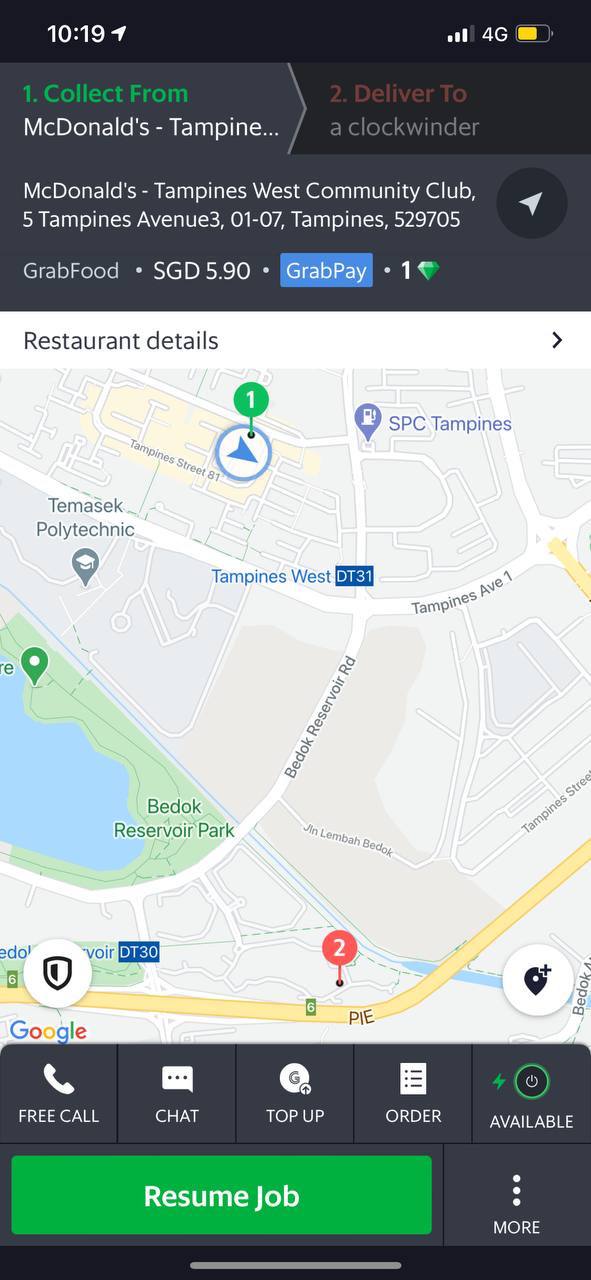 10:19
4G
1. Collect From
McDonald's - Tampine...
2. Deliver To
a clockwinder
McDonald's - Tampines West Community Club,
5 Tampines Avenue3, 01-07, Tampines, 529705
GrabFood • SGD 5.90 • GrabPay • 1
Restaurant details
1
SPC Tampines
Tampines Street 81
Temasek
Polytechnic
Tampines West DT31
Tampines Ave 1
re
Bedok Reservoir Rd
Bedok
Reservoir Park
Jln Lembah Bedok
Tampines Stree
2
edo
voir DT30
6
6
PIE
Bedok
Google
G
FREE CALL
CHAT
TOP UP
ORDER
AVAILABLE
Resume Job
MORE